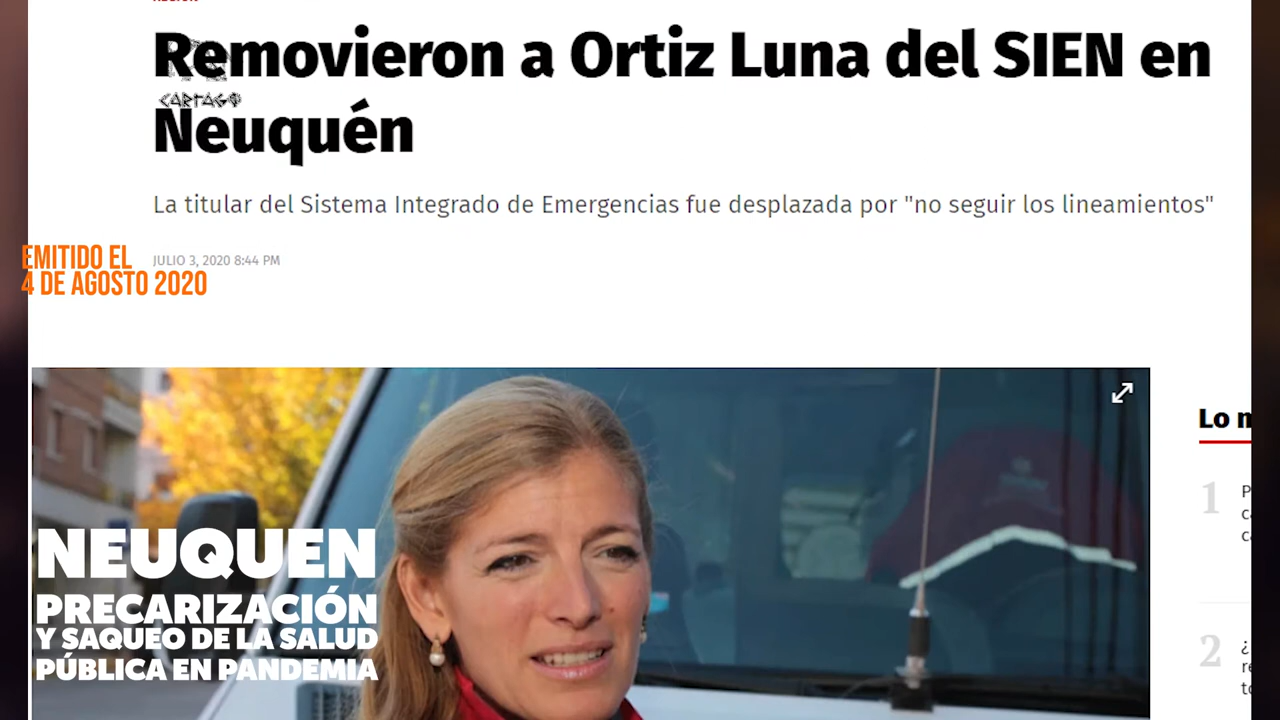 REGIÓN
Removieron a Ortiz Luna del SIEN en
CARTAGO
Neuquén
La titular del Sistema Integrado de Emergencias fue desplazada por "no seguir los lineamientos"
EMITIDO EL
4 DE AGOSTO 2020
JULIO 3, 2020 8:44 PM
Lo
1
2
NEUQUEN
PRECARIZACIÓN
Y SAQUEO DE LA SALUD
PÚBLICA EN PANDEMIA